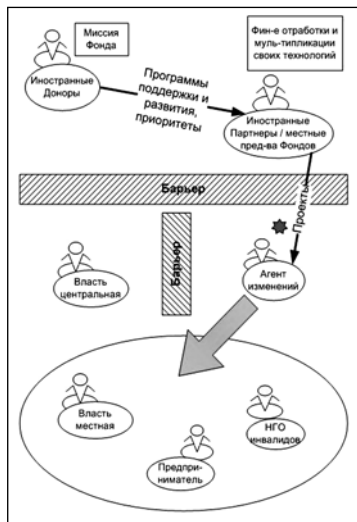 Миссия
Фонда
Фин-е отработки и
муль-типликации
своих технологий
Иностранные
Доноры
Программы
поддержки и
развития,
приоритеты
Иностранные
Партнеры / местные
пред-ва Фондов
Барьер
Проекты
Барьер
Власть
центральная
Агент
изменений
Власть
местная
НГО
инвалидов
Предпри-
ниматель